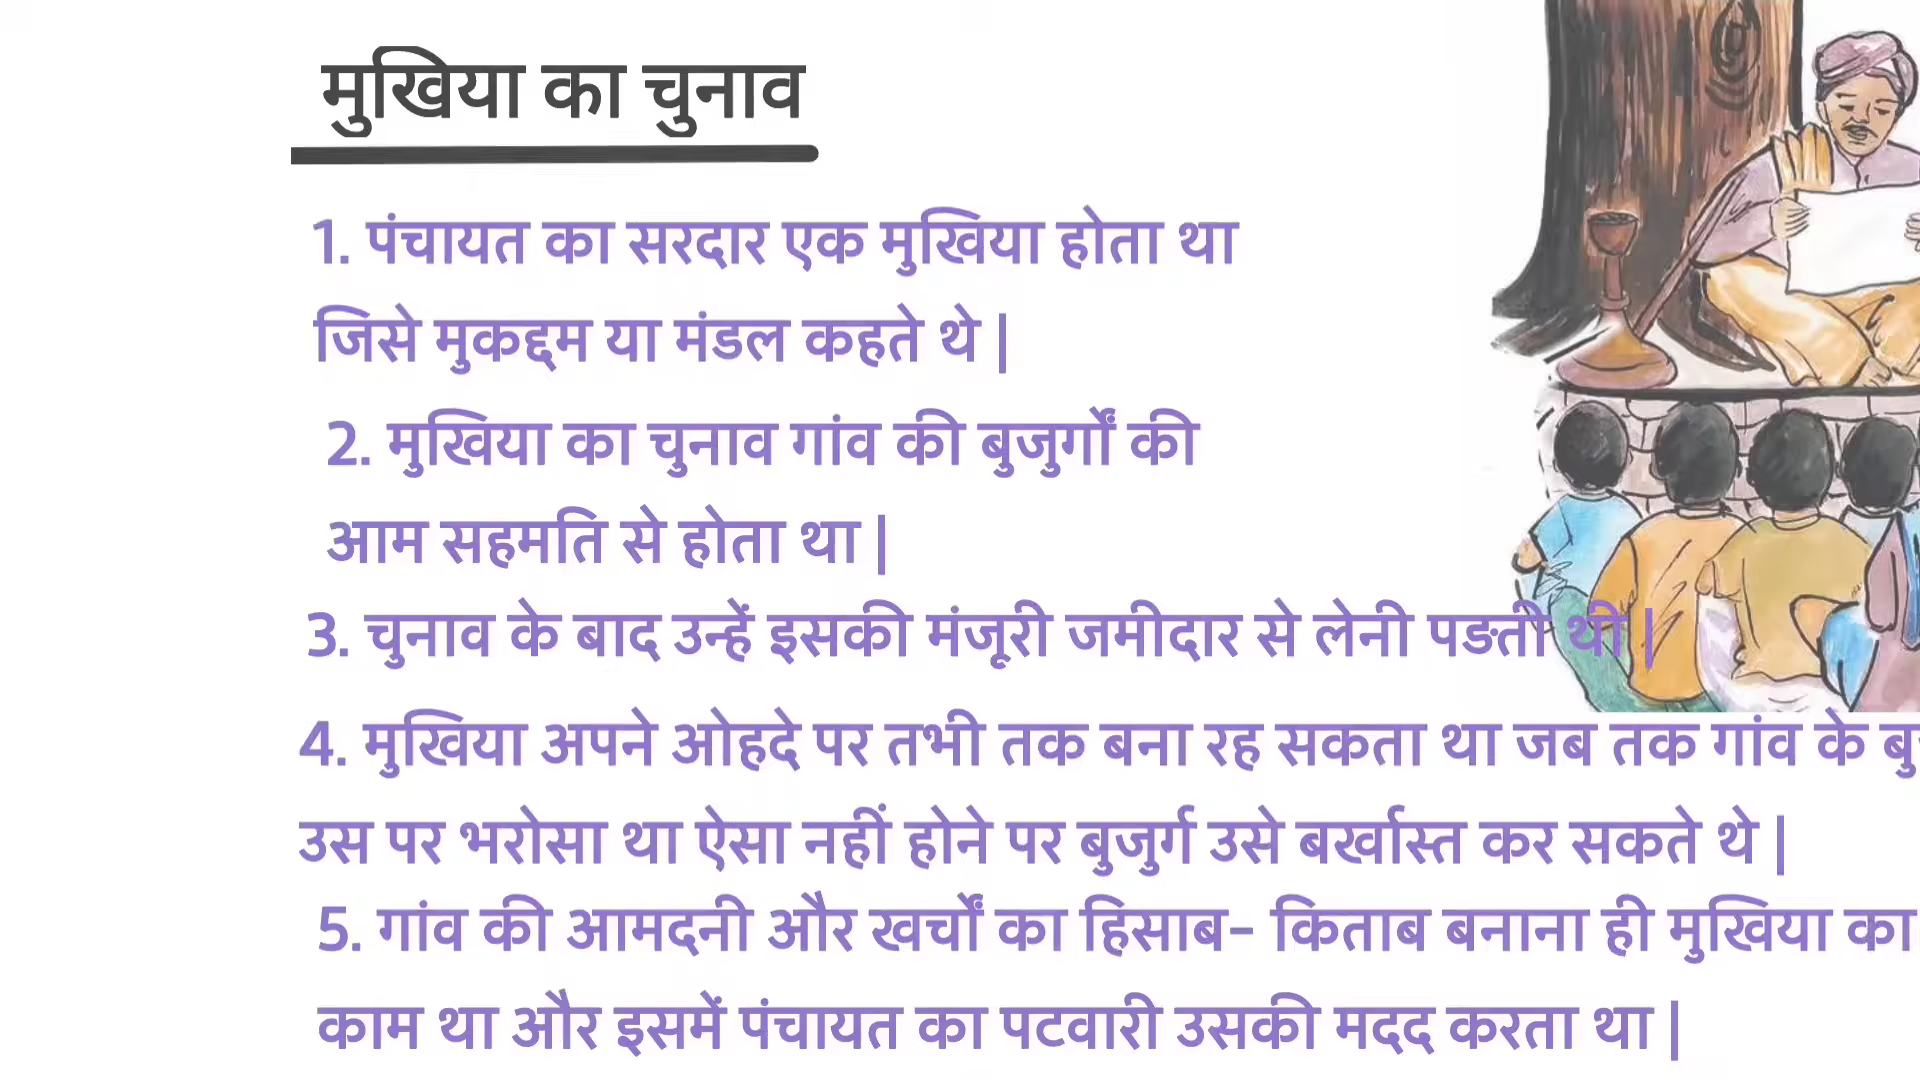 मुखिया का चुनाव
1. पंचायत का सरदार एक मुखिया होता था
जिसे मुकद्दम या मंडल कहते थे |
2. मुखिया का चुनाव गांव की बुजुर्गों की
आम सहमति से होता था |
3. चुनाव के बाद उन्हें इसकी मंजूरी जमीदार से लेनी पङती थी |
4. मुखिया अपने ओहदे पर तभी तक बना रह सकता था जब तक गांव के
उस पर भरोसा था ऐसा नहीं होने पर बुजुर्ग उसे बर्खास्त कर सकते थे |
5. गांव की आमदनी और खर्चों का हिसाब- किताब बनाना ही मुखिया का
काम था और इसमें पंचायत का पटवारी उसकी मदद करता था |